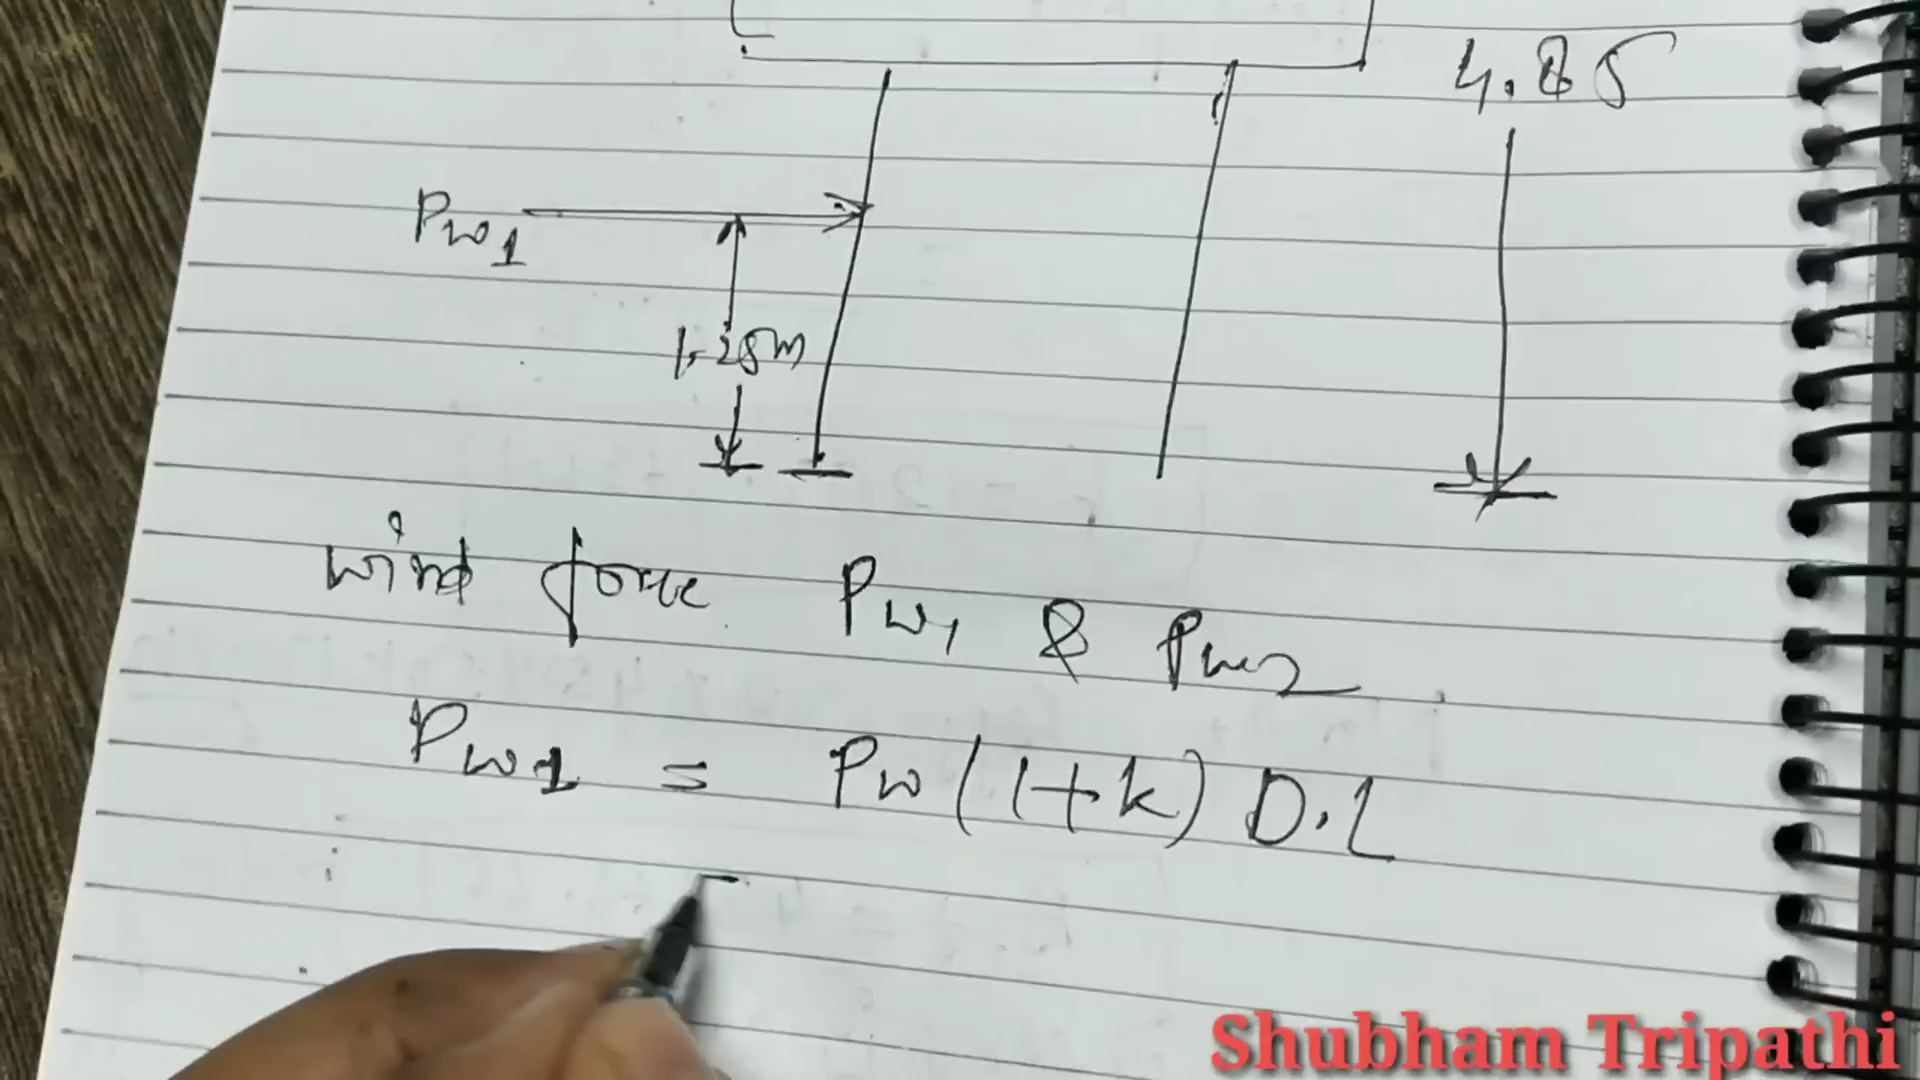 4.85
Pw1
1.25m
wind force Pw1 & Pw2
Pw1 = Pw (1+k) D.L
Shubham Tripathi